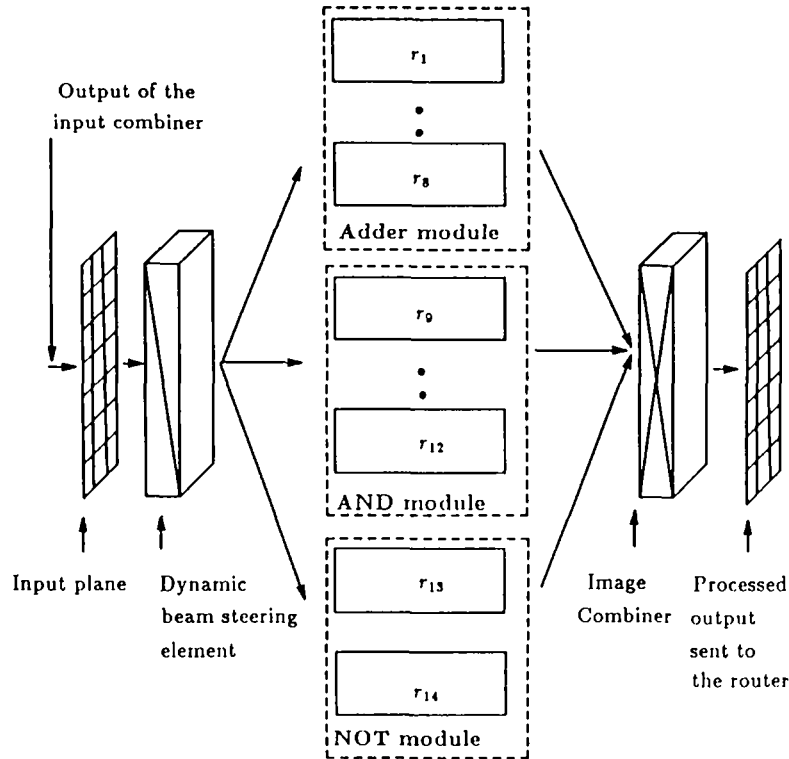 r1
Output of the
input combiner
r8
Adder module
r9
r12
AND module
r13
r14
NOT module
Input plane
Dynamic
beam steering
element
Image
Combiner
Processed
output
sent to
the router